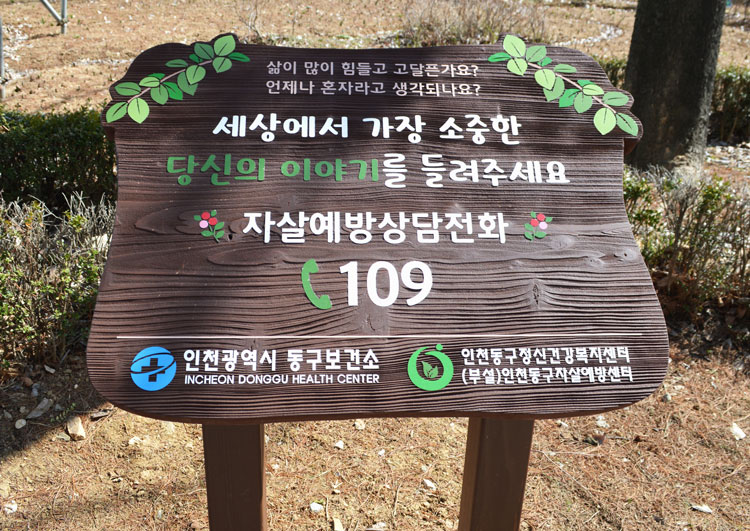 삶이 많이 힘들고 고달픈가요?
언제나 혼자라고 생각되나요?
세상에서 가장 소중한
당신의 이야기를 들려주세요
자살예방상담전화
109
인천광역시 동구보건소
INCHEON DONGGU HEALTH CENTER
인천동구정신건강복지센터
(부설)인천동구자살예방센터